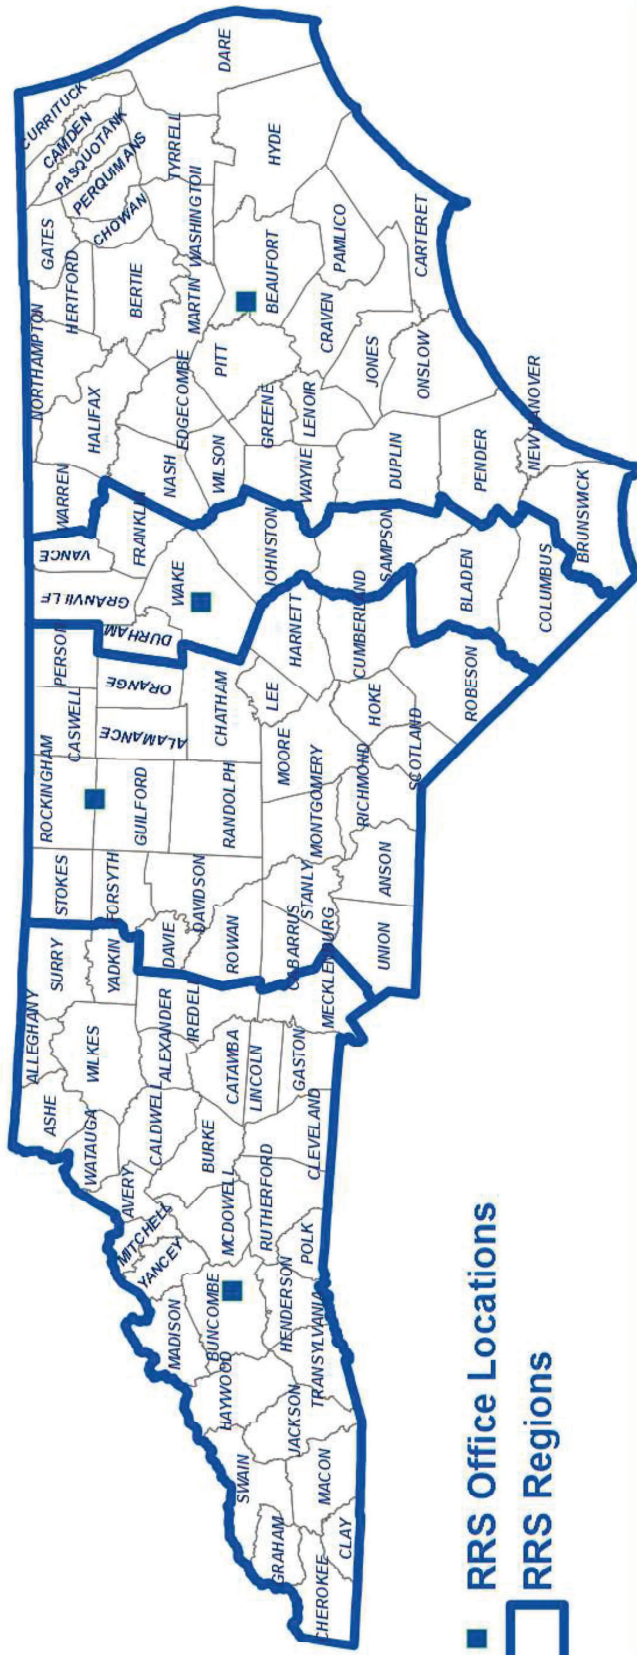 ALLEGHANY
ASHE
SURRY
STOKES
ROCKINGHAM
CASWELL
PERSON
GRANVILLE
VANCE
WARREN
NORTHAMPTON
GATES
CURRITUCK
CAMDEN
PASQUOTANK
PERQUIMANS
CHOWAN
HERTFORD
HALIFAX
BERTIE
WATAUGA
WILKES
YADKIN
FORSYTH
GUILFORD
ALAMANCE
ORANGE
DURHAM
FRANKLIN
NASH
EDGECOMBE
MARTIN
WASHINGTON
TYRRELL
DARE
MITCHELL
AVERY
YANCEY
CALDWELL
ALEXANDER
IREDELL
DAVIE
DAVIDSON
RANDOLPH
CHATHAM
WAKE
WILSON
PITT
BEAUFORT
HYDE
MADISON
BUNCOMBE
MCDOWELL
BURKE
CATAWBA
LINCOLN
ROWAN
LEE
JOHNSTON
GREENE
WAYNE
LENOIR
CRAVEN
PAMLICO
HAYWOOD
SWAIN
GRAHAM
CHEROKEE
CLAY
MACON
JACKSON
TRANSYLVANIA
HENDERSON
POLK
RUTHERFORD
CLEVELAND
GASTON
MECKLENBURG
CABARRUS
STANLY
MONTGOMERY
MOORE
HARNETT
UNION
ANSON
RICHMOND
SCOTLAND
HOKE
CUMBERLAND
SAMPSON
DUPLIN
JONES
ONSLOW
CARTERET
ROBESON
BLADEN
PENDER
COLUMBUS
BRUNSWICK
NEW HANOVER
RRS Office Locations
RRS Regions